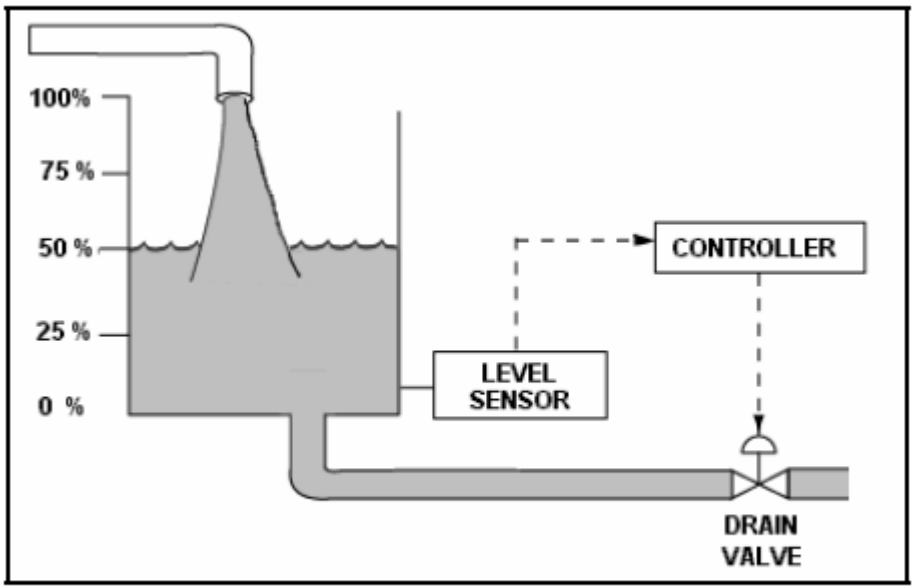 100%
75 %
50 %
25 %
0 %
CONTROLLER
LEVEL
SENSOR
DRAIN
VALVE